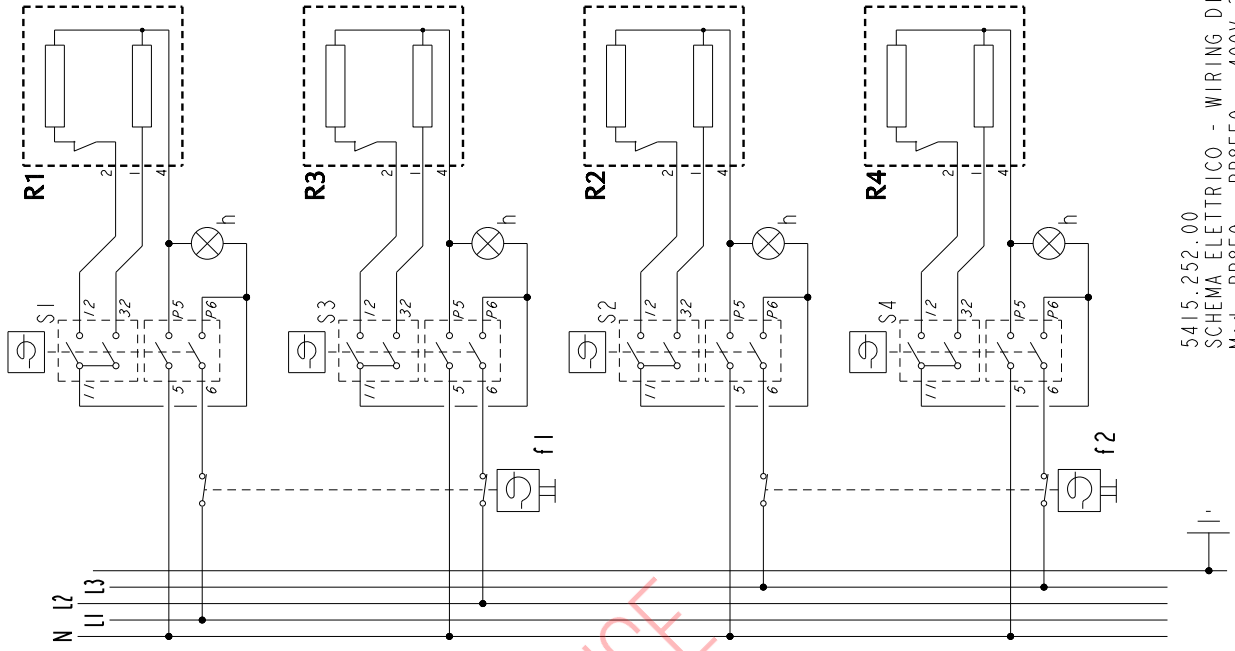 R1
2
1
4
h
S1
12
32
P5
P6
11
5
6
R3
2
1
4
h
S3
12
32
P5
P6
11
5
6
f1
R2
2
1
4
h
S2
12
32
P5
P6
11
5
6
R4
2
1
4
h
S4
12
32
P5
P6
11
5
6
f2
N
L1
L2
L3
5415.252.00
SCHEMA ELETTRICO - WIRING